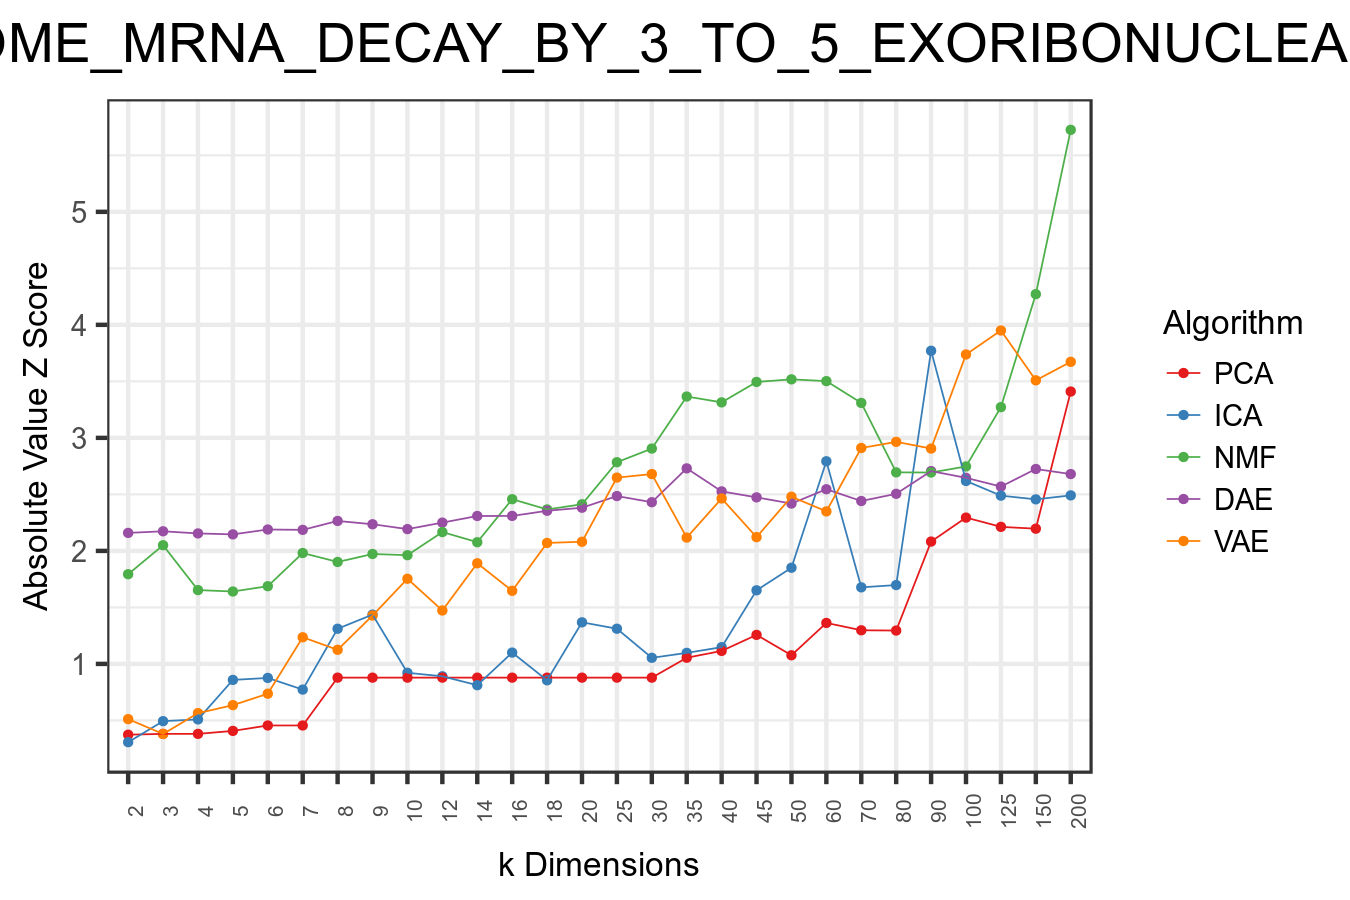 OME_MRNA_DECAY_BY_3_TO_5_EXORIBONUCLEA
5
4
3
2
1
Absolute Value Z Score
2 3 4 5 6 7 8 9 10 12 14 16 18 20 25 30 35 40 45 50 60 70 80 90 100 125 150 200
k Dimensions
Algorithm
PCA
ICA
NMF
DAE
VAE